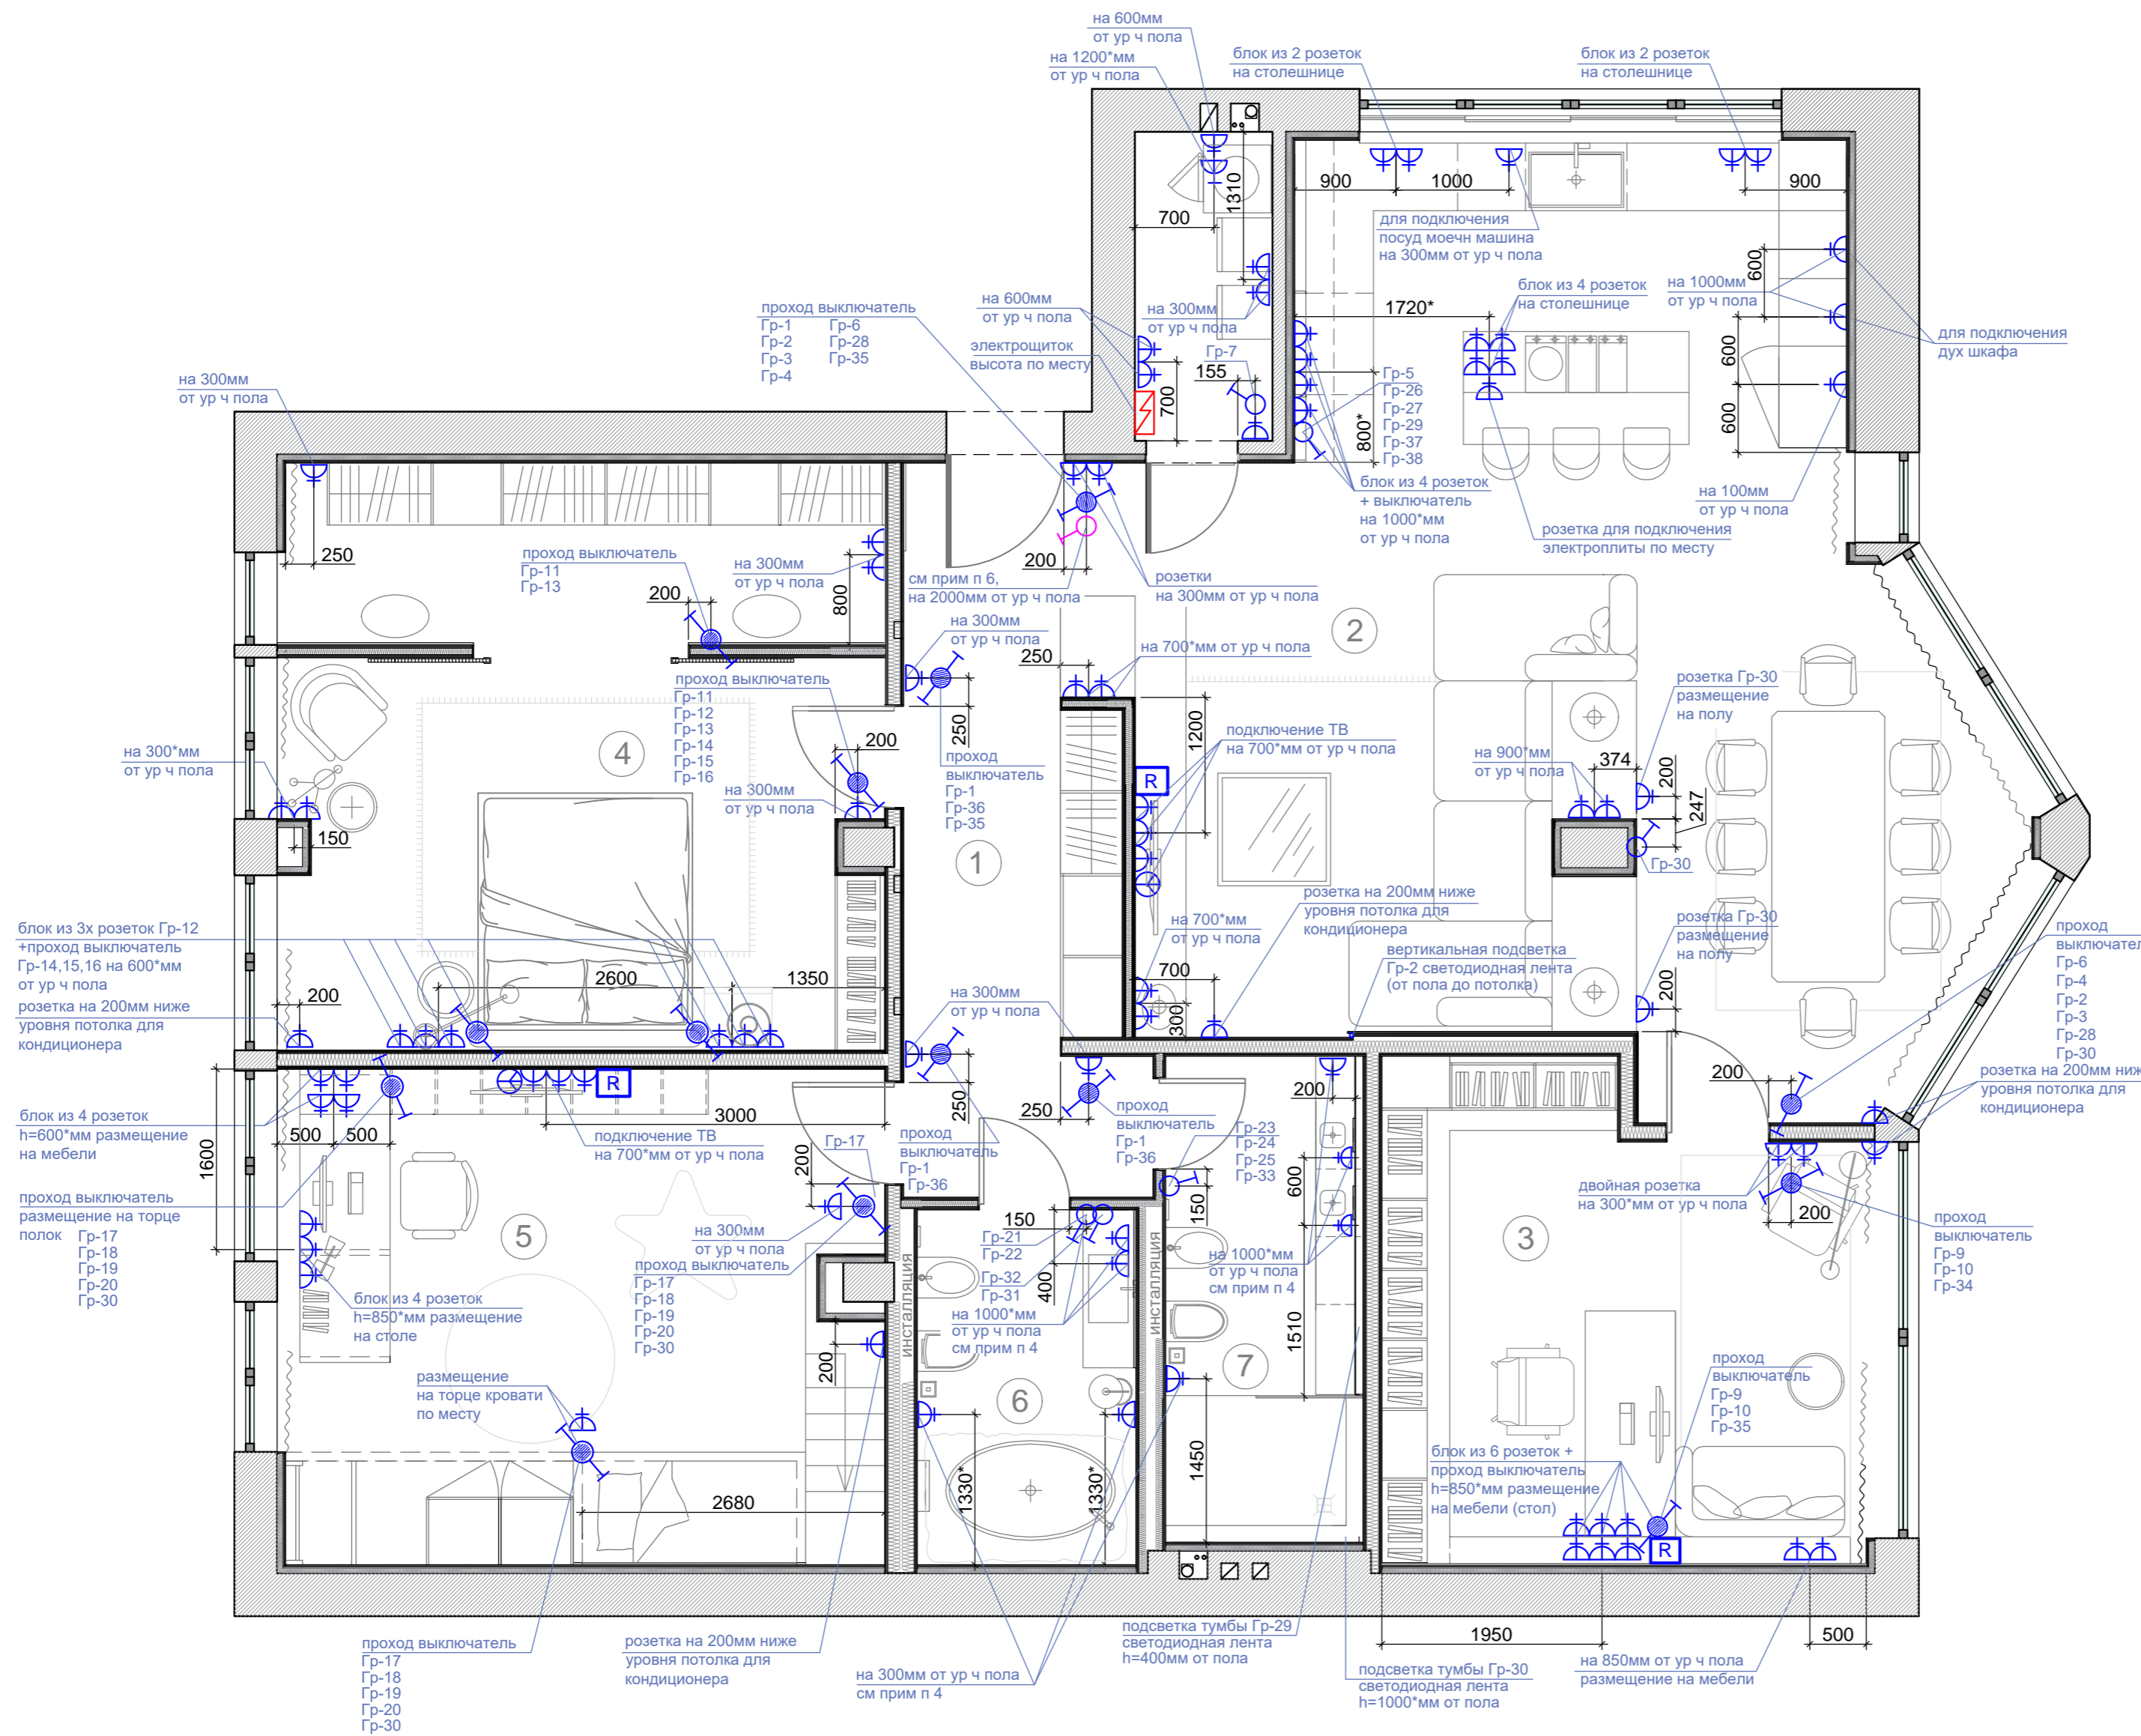 на 600мм
от ур ч пола
на 1200*мм
от ур ч пола
блок из 2 розеток
на столешнице
блок из 2 розеток
на столешнице
900
1000
900
1310
700
для подключения
посуд моечн машина
на 300мм от ур ч пола
600
на 1000мм
от ур ч пола
блок из 4 розеток
на столешнице
1720*
для подключения
дух шкафа
600
600
проход выключатель
Гр-1
Гр-2
Гр-3
Гр-4
Гр-6
Гр-28
Гр-35
на 600мм
от ур ч пола
электрощиток
высота по месту
на 300мм
от ур ч пола
Гр-7
155
700
Гр-5
Гр-26
Гр-27
Гр-29
Гр-37
Гр-38
800*
блок из 4 розеток
+ выключатель
на 1000*мм
от ур ч пола
на 100мм
от ур ч пола
розетка для подключения
электроплиты по месту
на 300мм
от ур ч пола
250
проход выключатель
Гр-11
Гр-13
на 300мм
от ур ч пола
200
800
200
см прим п 6,
на 2000мм от ур ч пола
розетки
на 300мм от ур ч пола
на 300мм
от ур ч пола
250
на 700*мм от ур ч пола
2
розетка Гр-30
размещение
на полу
проход выключатель
Гр-11
Гр-12
Гр-13
Гр-14
Гр-15
Гр-16
200
250
4
на 300*мм
от ур ч пола
150
на 300мм
от ур ч пола
проход
выключатель
Гр-1
Гр-36
Гр-35
1
1200
подключение ТВ
на 700*мм от ур ч пола
R
на 900*мм
от ур ч пола
374
200
247
Гр-30
блок из 3х розеток Гр-12
+проход выключатель
Гр-14,15,16 на 600*мм
от ур ч пола
розетка на 200мм ниже
уровня потолка для
кондиционера
200
2600
1350
на 300мм
от ур ч пола
на 700*мм
от ур ч пола
700
300
розетка на 200мм ниже
уровня потолка для
кондиционера
вертикальная подсветка
Гр-2 светодиодная лента
(от пола до потолка)
розетка Гр-30
размещение
на полу
200
проход
выключатель
Гр-6
Гр-4
Гр-2
Гр-3
Гр-28
Гр-30
розетка на 200мм ниже
уровня потолка для
кондиционера
200
блок из 4 розеток
h=600*мм размещение
на мебели
1600
500
500
R
3000
подключение ТВ
на 700*мм от ур ч пола
проход выключатель
размещение на торце
полок
Гр-17
Гр-18
Гр-19
Гр-20
Гр-30
5
200
Гр-17
на 300мм
от ур ч пола
проход выключатель
Гр-17
Гр-18
Гр-19
Гр-20
Гр-30
250
проход
выключатель
Гр-1
Гр-36
250
проход
выключатель
Гр-1
Гр-36
200
Гр-23
Гр-24
Гр-25
Гр-33
600
150
150
Гр-21
Гр-22
Гр-32
Гр-31
400
на 1000*мм
от ур ч пола
см прим п 4
на 1000*мм
от ур ч пола
см прим п 4
инсталляция
инсталляция
1510
7
6
1450
1330*
1330*
3
двойная розетка
на 300*мм от ур ч пола
200
проход
выключатель
Гр-9
Гр-10
Гр-34
блок из 4 розеток
h=850*мм размещение
на столе
200
размещение
на торце кровати
по месту
2680
проход
выключатель
Гр-9
Гр-10
Гр-35
блок из 6 розеток +
проход выключатель
h=850*мм размещение
на мебели (стол)
R
1950
500
проход выключатель
Гр-17
Гр-18
Гр-19
Гр-20
Гр-30
розетка на 200мм ниже
уровня потолка для
кондиционера
на 300мм от ур ч пола
см прим п 4
подсветка тумбы Гр-29
светодиодная лента
h=400мм от пола
подсветка тумбы Гр-30
светодиодная лента
h=1000*мм от пола
на 850мм от ур ч пола
размещение на мебели